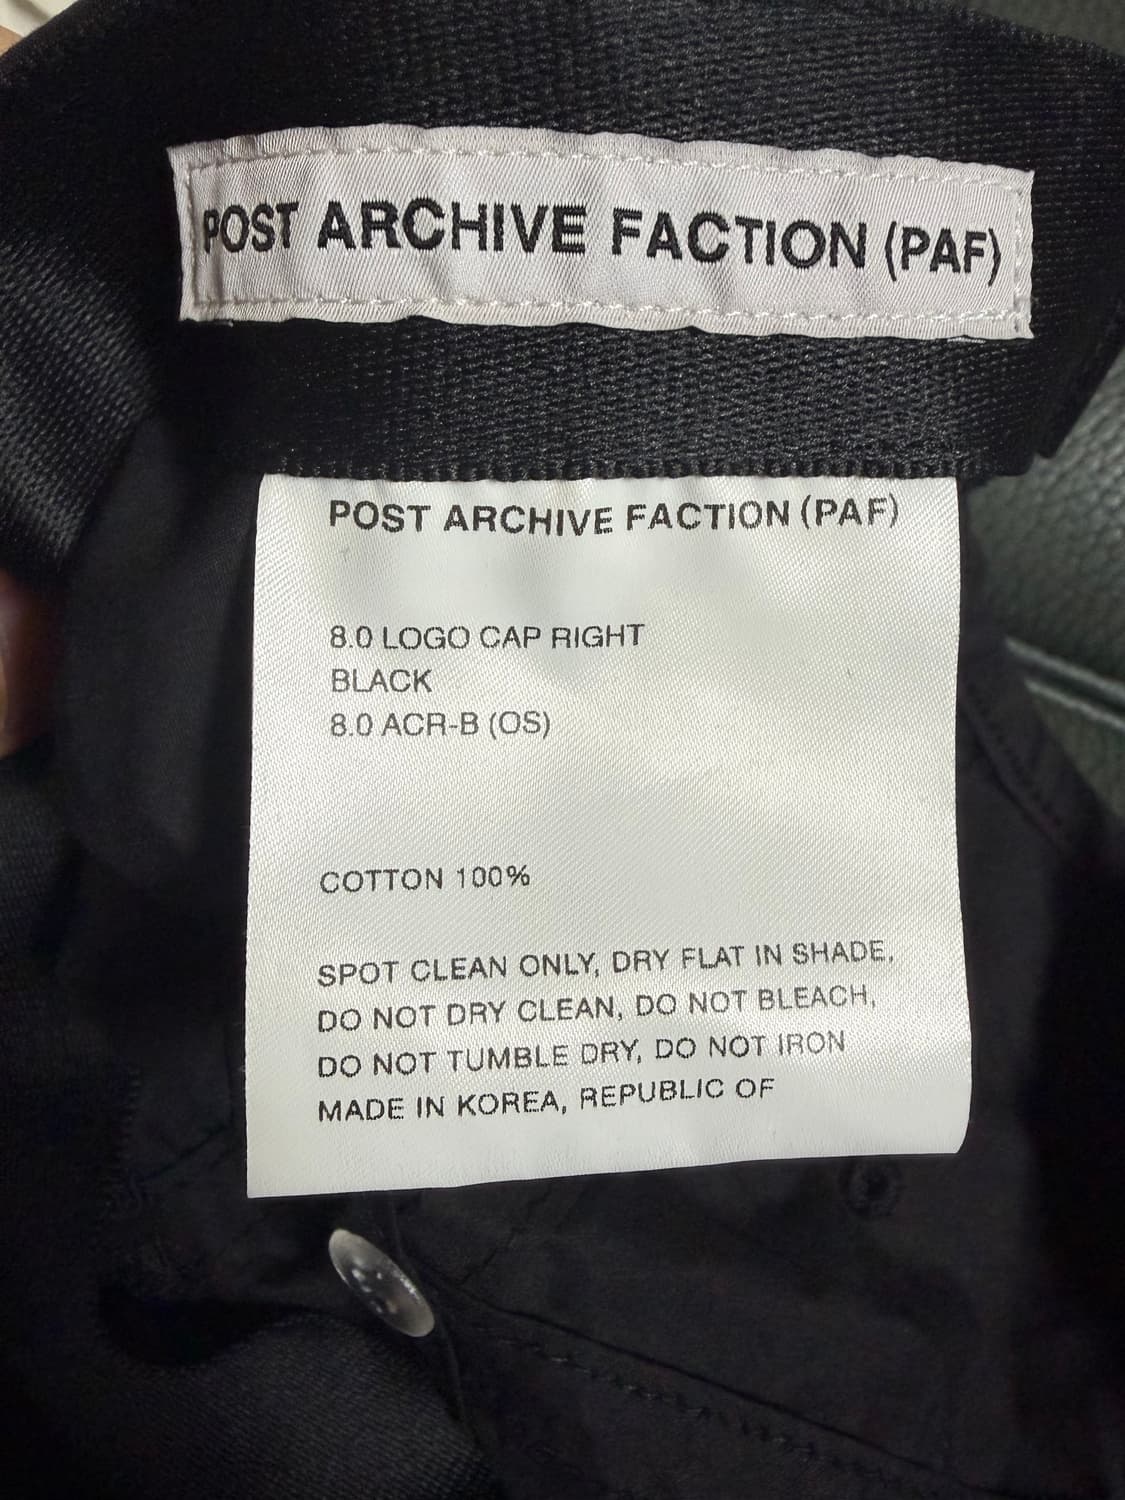 POST ARCHIVE FACTION (PAF)
POST ARCHIVE FACTION (PAF)
8.0 LOGO CAP RIGHT
BLACK
8.0 ACR-B (OS)
COTTON 100%
SPOT CLEAN ONLY, DRY FLAT IN SHADE,
DO NOT DRY CLEAN, DO NOT BLEACH,
DO NOT TUMBLE DRY, DO NOT IRON
MADE IN KOREA, REPUBLIC OF